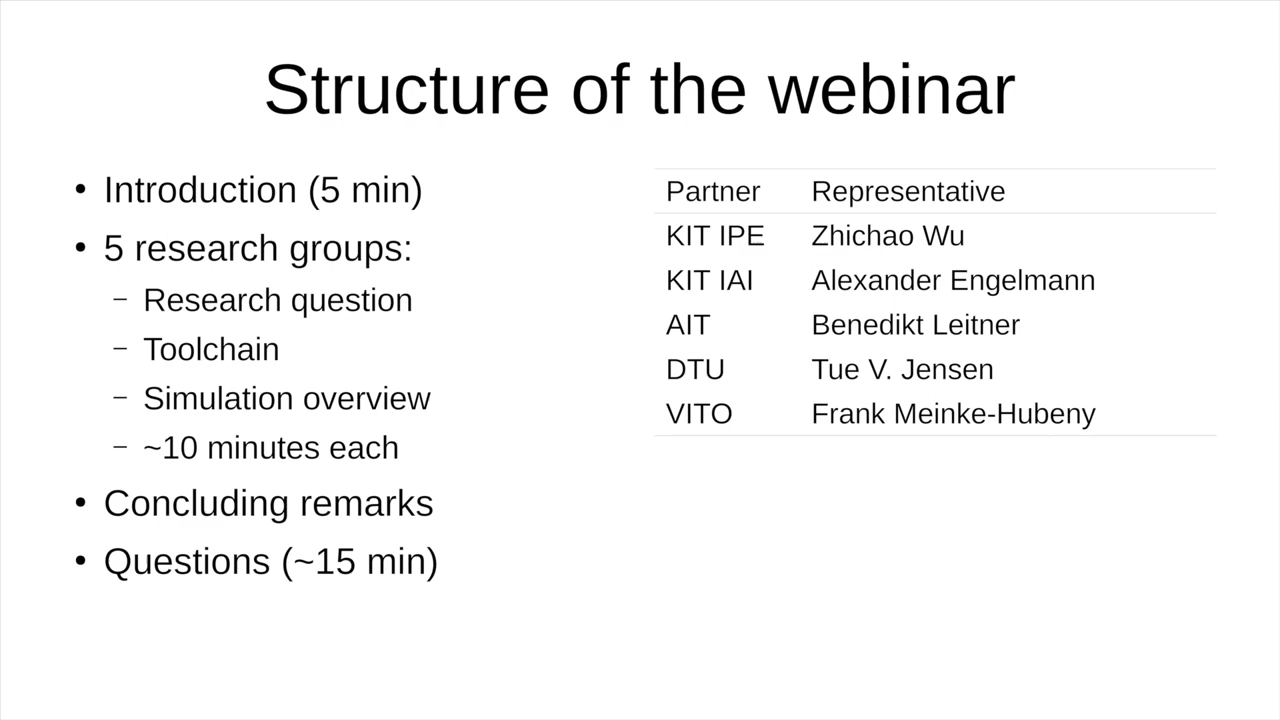 Structure of the webinar
• Introduction (5 min)
• 5 research groups:
– Research question
– Toolchain
– Simulation overview
– ~10 minutes each
• Concluding remarks
• Questions (~15 min)
Partner Representative
KIT IPE Zhichao Wu
KIT IAI Alexander Engelmann
AIT Benedikt Leitner
DTU Tue V. Jensen
VITO Frank Meinke-Hubeny